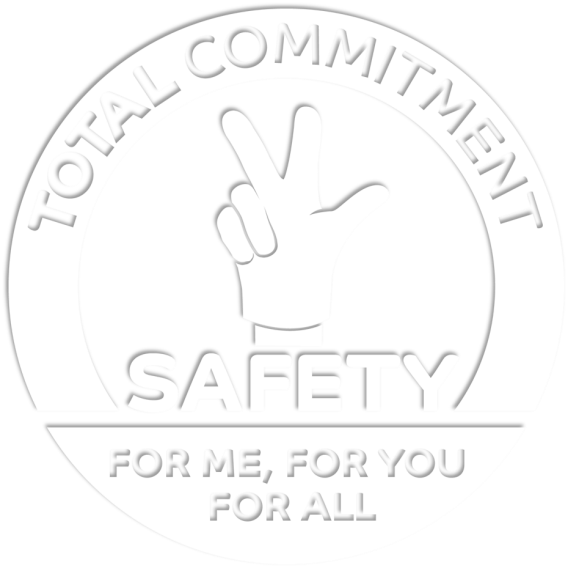 TOTAL COMMITMENT
SAFETY
FOR ME, FOR YOU
FOR ALL